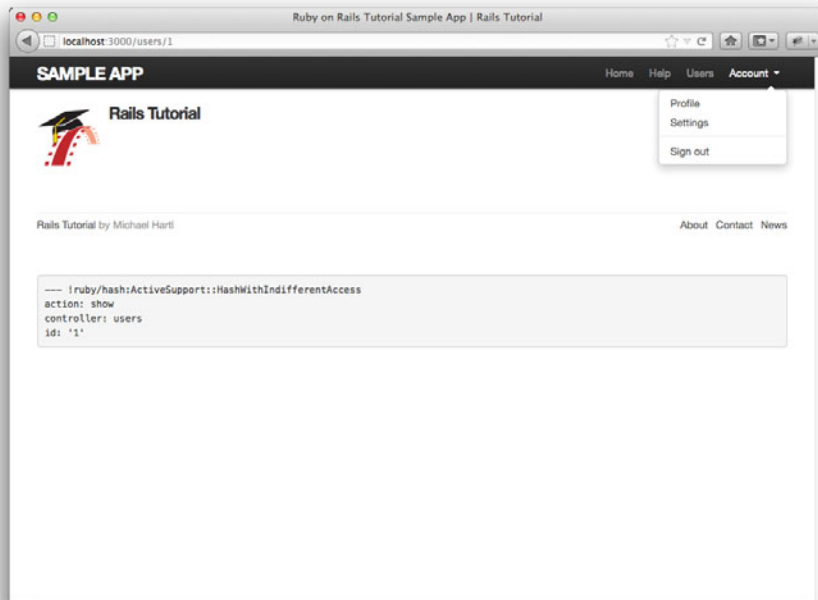 Ruby on Rails Tutorial Sample App | Rails Tutorial
localhost:3000/users/1
SAMPLE APP
Home Help Users Account
Profile
Settings
Sign out
Rails Tutorial
Rails Tutorial by Michael Hartl
About Contact News
--- !ruby/hash:ActiveSupport::HashWithIndifferentAccess
action: show
controller: users
id: '1'